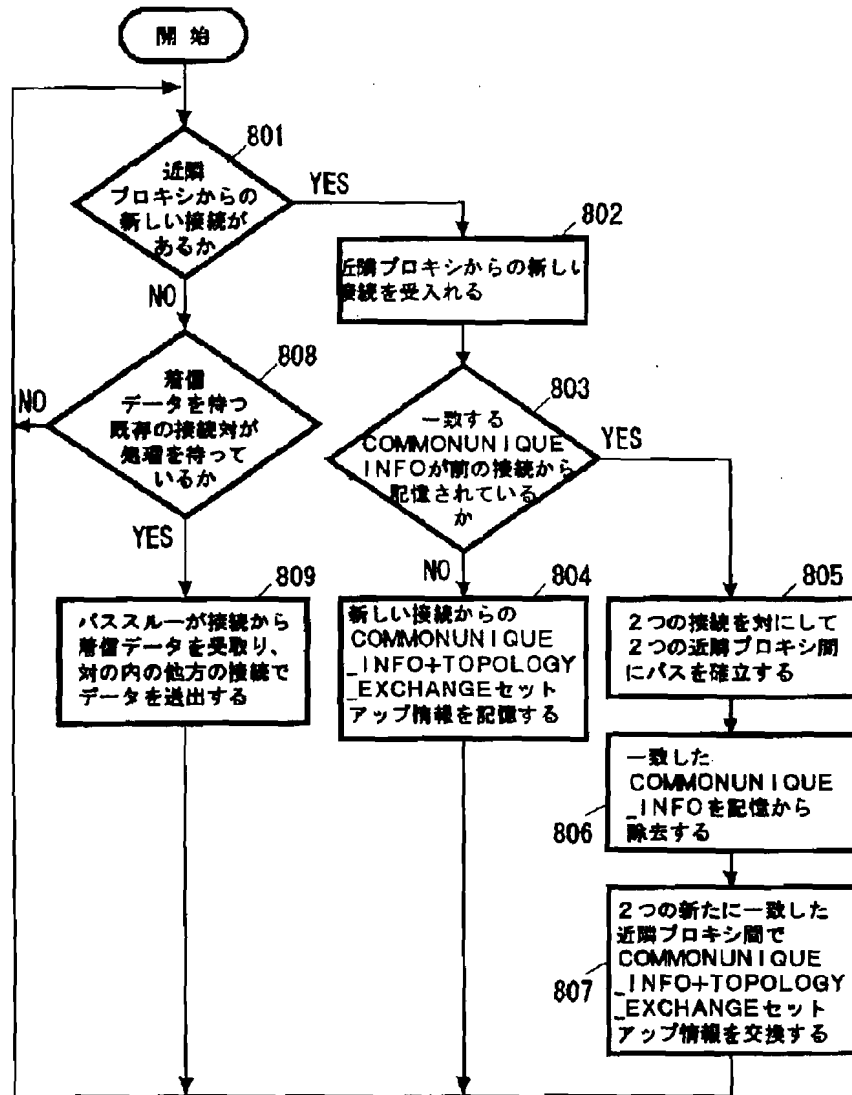 開始
801
近隣
プロキシからの
新しい接続が
あるか
YES
NO
802
近隣プロキシからの新しい
接続を受入れる
808
着信
データを待つ
既存の接続対が
処理を待って
いるか
NO
YES
803
一致する
COMMONUNIQUE
INFOが前の接続から
記憶されている
か
YES
NO
809
パススルーが接続から
着信データを受取り、
対の内の他方の接続で
データを送出する
804
新しい接続からの
COMMONUNIQUE
_INFO+TOPOLOGY
_EXCHANGEセット
アップ情報を記憶する
805
2つの接続を対にして
2つの近隣プロキシ間
にパスを確立する
806
一致した
COMMONUNIQUE
_INFOを記憶から
除去する
807
2つの新たに一致した
近隣プロキシ間で
COMMONUNIQUE
_INFO+TOPOLOGY
_EXCHANGEセット
アップ情報を交換する